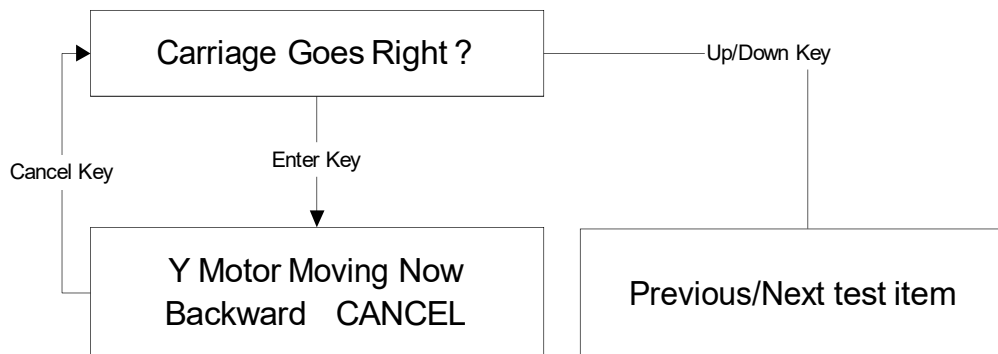 Carriage Goes Right ?
Up/Down Key
Cancel Key
Enter Key
Y Motor Moving Now
Backward CANCEL
Previous/Next test item